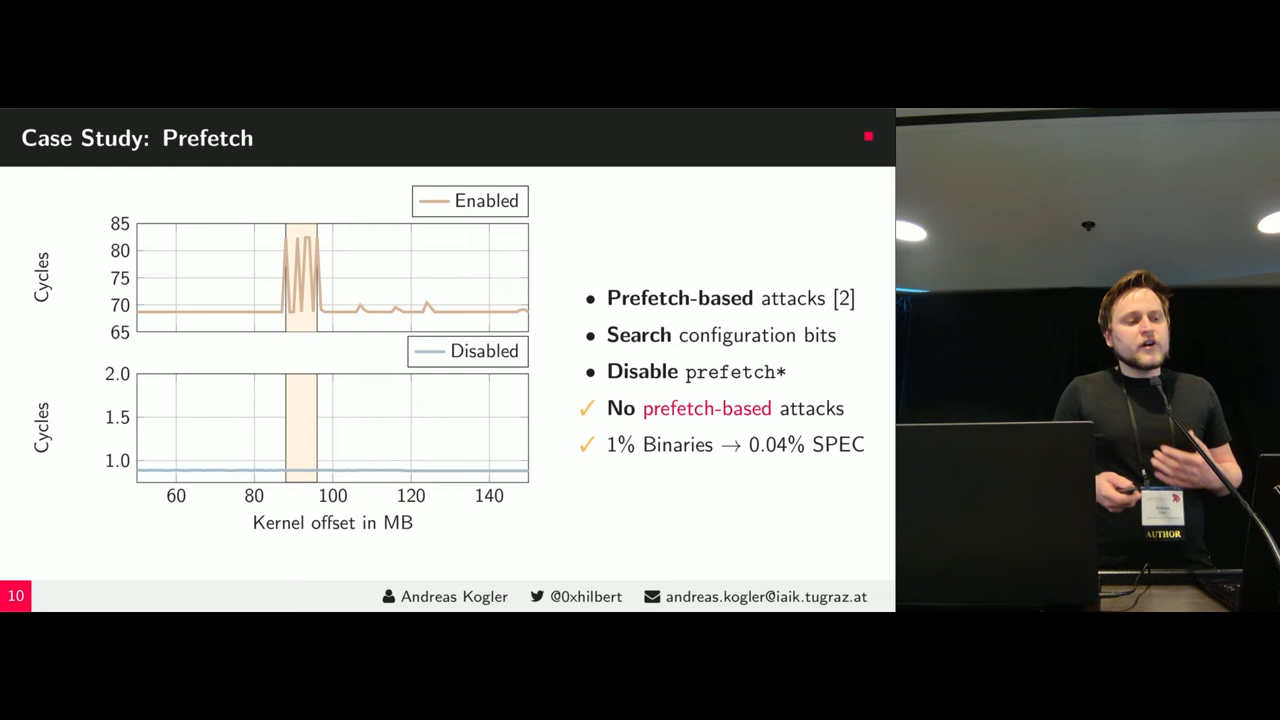 Case Study: Prefetch
Enabled
85
80
75
70
65
Cycles
Disabled
2.0
1.5
1.0
Cycles
60 80 100 120 140
Kernel offset in MB
• Prefetch-based attacks [2]
• Search configuration bits
• Disable prefetch*
✓ No prefetch-based attacks
✓ 1% Binaries → 0.04% SPEC
10
Andreas Kogler @0xhilbert andreas.kogler@iaik.tugraz.at
AUTHOR